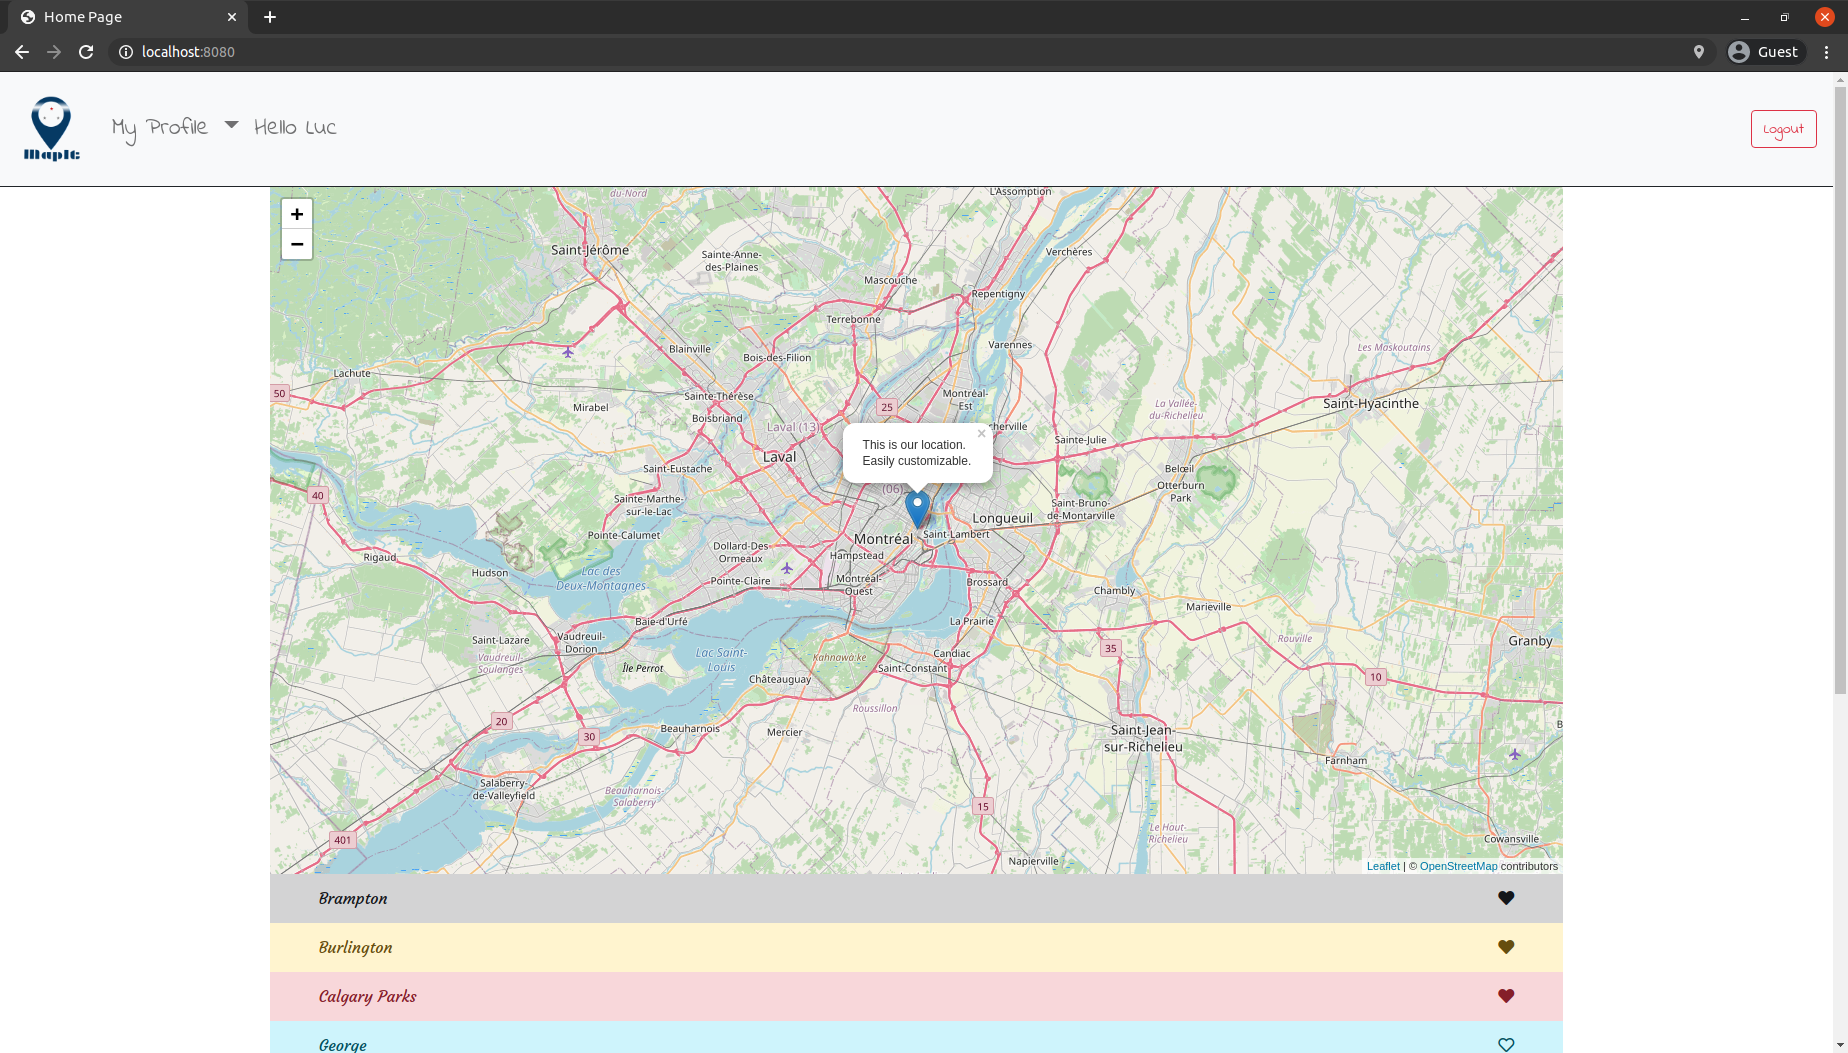 Home Page
localhost:8080
Guest
MapIt
My Profile
Hello Luc
Logout
+
−
du-Nord
L'Assomption
Saint-Jérôme
Sainte-Anne-
des-Plaines
Verchères
Mascouche
Repentigny
Terrebonne
Blainville
Bois-des-Filion
Varennes
Les Maskoutains
Lachute
50
Mirabel
Sainte-Thérèse
Boisbriand
25
Montréal-
Est
Laval (13)
La Vallée-
du-Richelieu
Saint-Hyacinthe
This is our location.
Easily customizable.
×
cherville
Sainte-Julie
Laval
Saint-Eustache
Belœil
Otterburn
Park
40
Sainte-Marthe-
sur-le-Lac
(06)
Saint-Bruno-
de-Montarville
Longueuil
Pointe-Calumet
Montréal
Saint-Lambert
Rigaud
Hudson
Lac des
Deux-Montagnes
Dollard-Des
Ormeaux
Hampstead
Pointe-Claire
Montréal-
Ouest
Brossard
Chambly
Marieville
Baie-d'Urfé
La Prairie
Saint-Lazare
Vaudreuil-
Dorion
Rouville
Granby
Vaudreuil-
Soulanges
Île Perrot
Lac Saint-
Louis
Kahnawá:ke
Candiac
35
Saint-Constant
Châteauguay
10
Roussillon
20
30
Beauharnois
Mercier
Saint-Jean-
sur-Richelieu
Farnham
B
Salaberry-
de-Valleyfield
Beauharnois-
Salaberry
15
401
Le Haut-
Richelieu
Cowansville
Napierville
Leaflet | © OpenStreetMap contributors
Brampton
Burlington
Calgary Parks
George